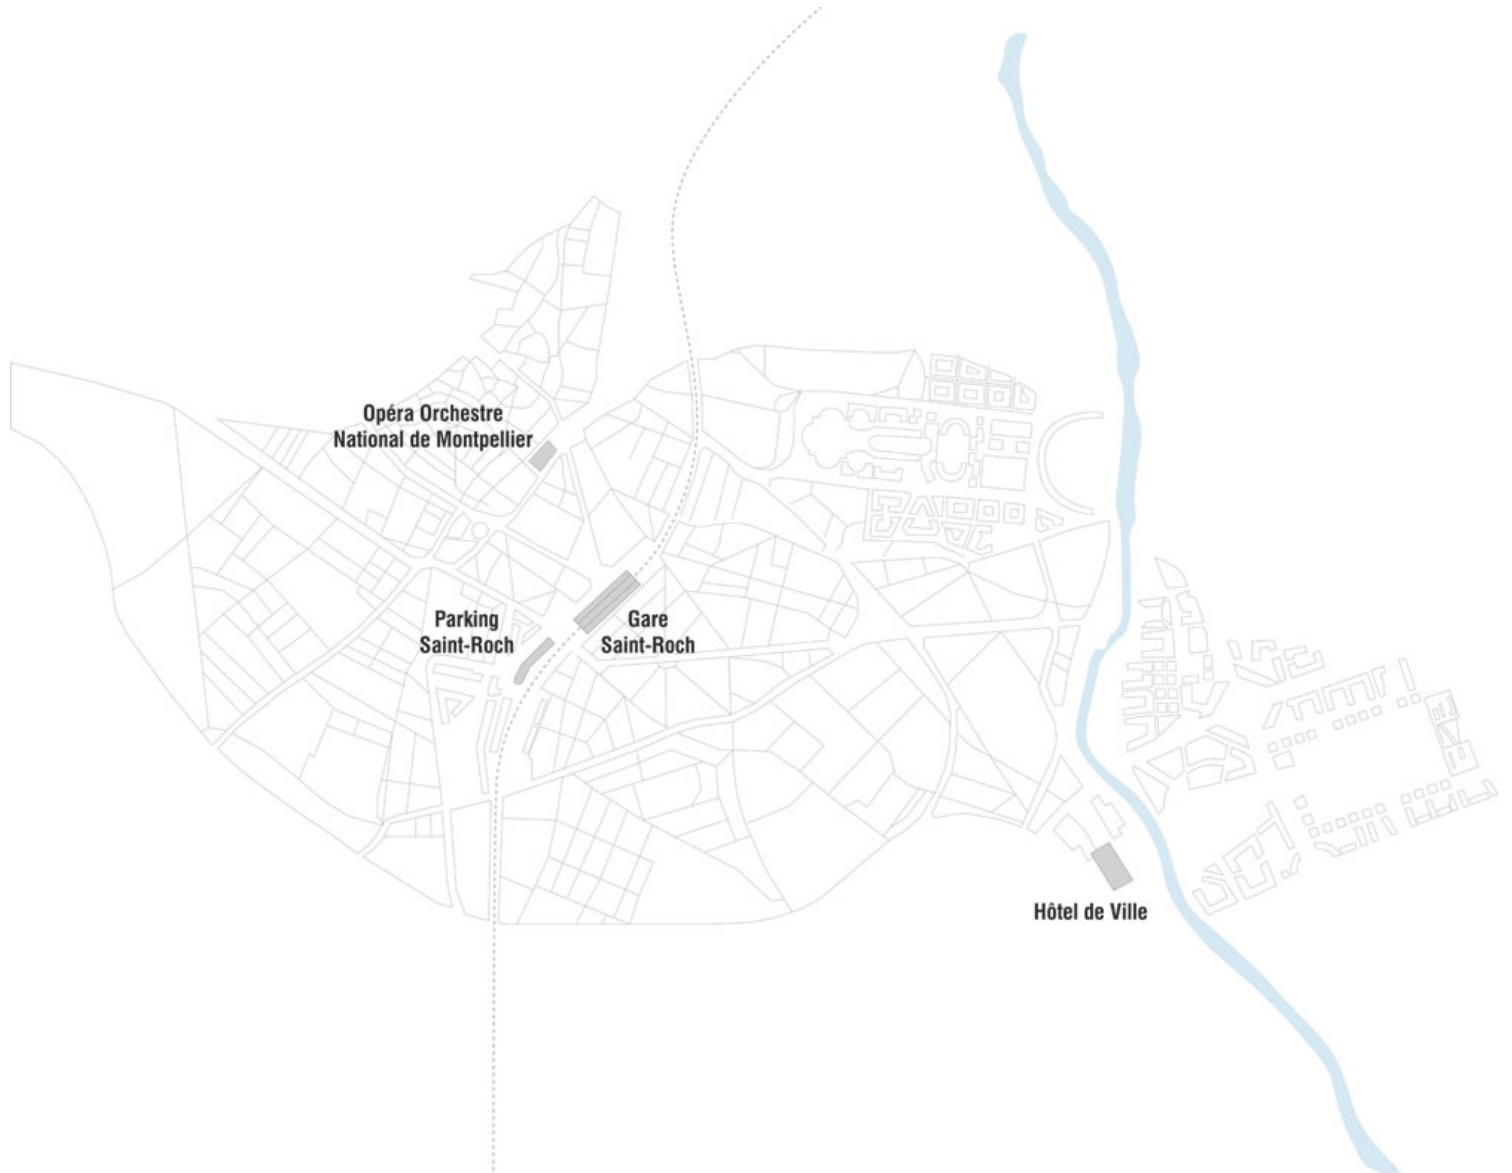 Opéra Orchestre
National de Montpellier
Parking
Saint-Roch
Gare
Saint-Roch
Hôtel de Ville